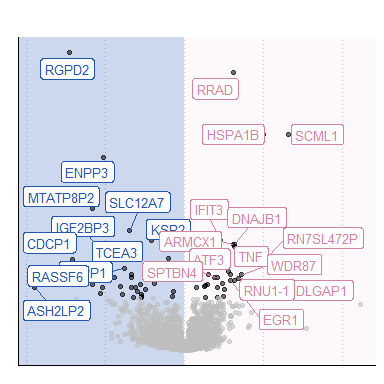 RGPD2
RRAD
HSPA1B
SCML1
ENPP3
MTATP8P2
SLC12A7
IFIT3
DNAJB1
IGF2BP3
KSR2
CDCP1
ARMCX1
RN7SL472P
TCEA3
ATF3
TNF
WDR87
RASSF6
P1
SPTBN4
RNU1-1
DLGAP1
ASH2LP2
EGR1